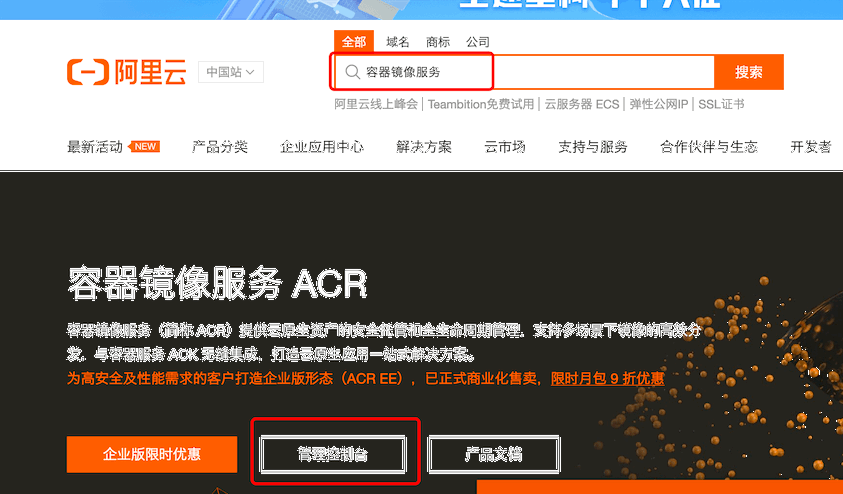 全部 域名 商标 公司
阿里云 中国站 容器镜像服务 搜索
阿里云线上峰会 | Teambition免费试用 | 云服务器 ECS | 弹性公网IP | SSL证书
最新活动 NEW 产品分类 企业应用中心 解决方案 云市场 支持与服务 合作伙伴与生态 开发者
容器镜像服务 ACR
容器镜像服务（简称 ACR）提供云原生资产的安全托管和全生命周期管理，支持多场景下镜像的高效分
发，与容器服务 ACK 无缝集成，打造云原生应用一站式解决方案。
为高安全及性能需求的客户打造企业版形态（ACR EE），已正式商业化售卖，限时月包 9 折优惠
企业版限时优惠 管理控制台 产品文档